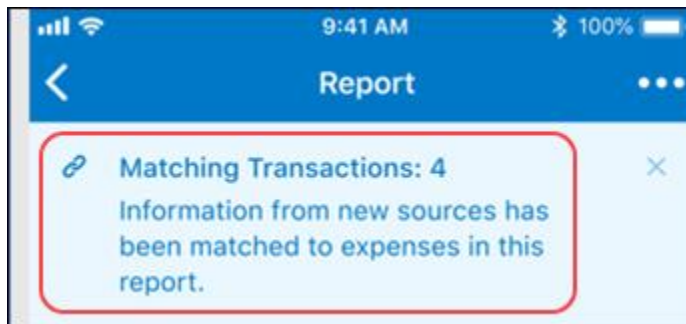 9:41 AM
100%
Report
Matching Transactions: 4
Information from new sources has
been matched to expenses in this
report.